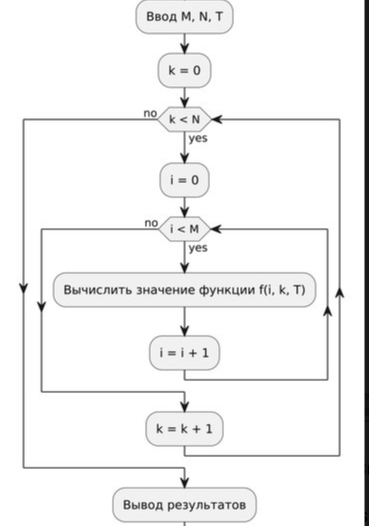 Ввод M, N, T
k = 0
no
k < N
yes
i = 0
no
i < M
yes
Вычислить значение функции f(i, k, T)
i = i + 1
k = k + 1
Вывод результатов